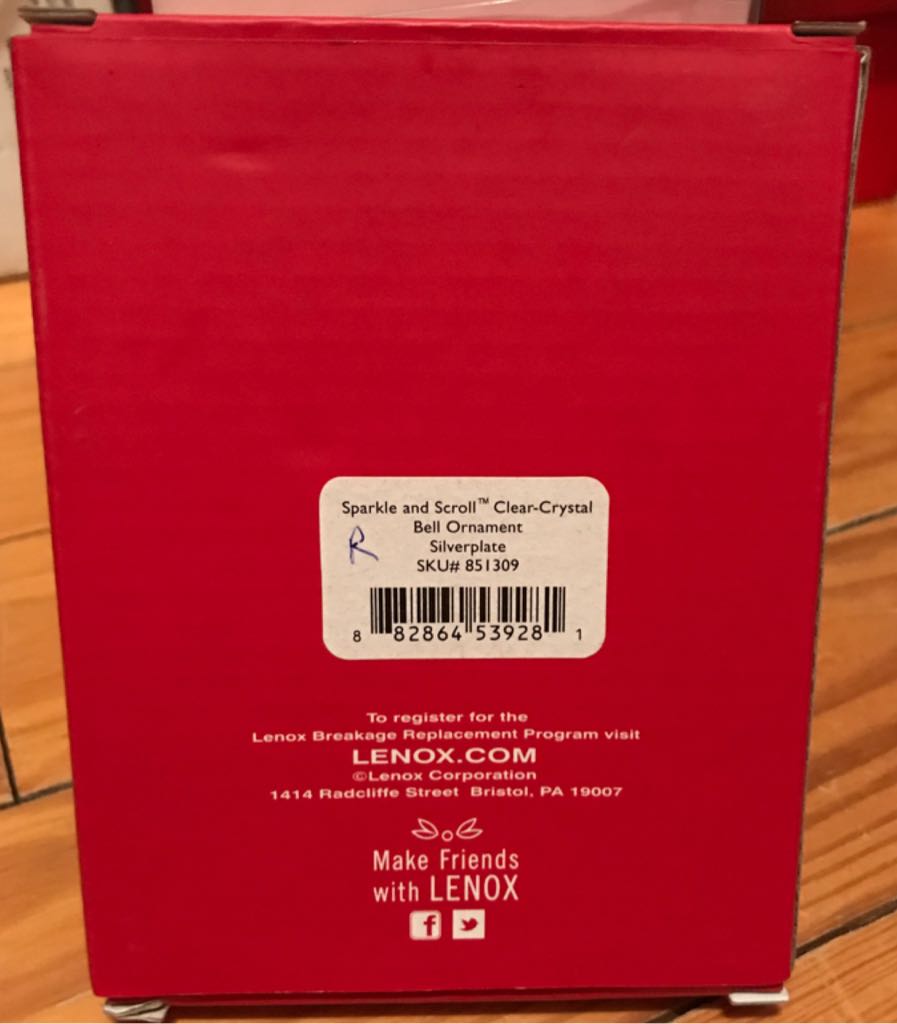 Sparkle and Scroll™ Clear-Crystal
Bell Ornament
R
Silverplate
SKU# 851309
8 82864 53928 1
To register for the
Lenox Breakage Replacement Program visit
LENOX.COM
©Lenox Corporation
1414 Radcliffe Street Bristol, PA 19007
Make Friends
with LENOX
f